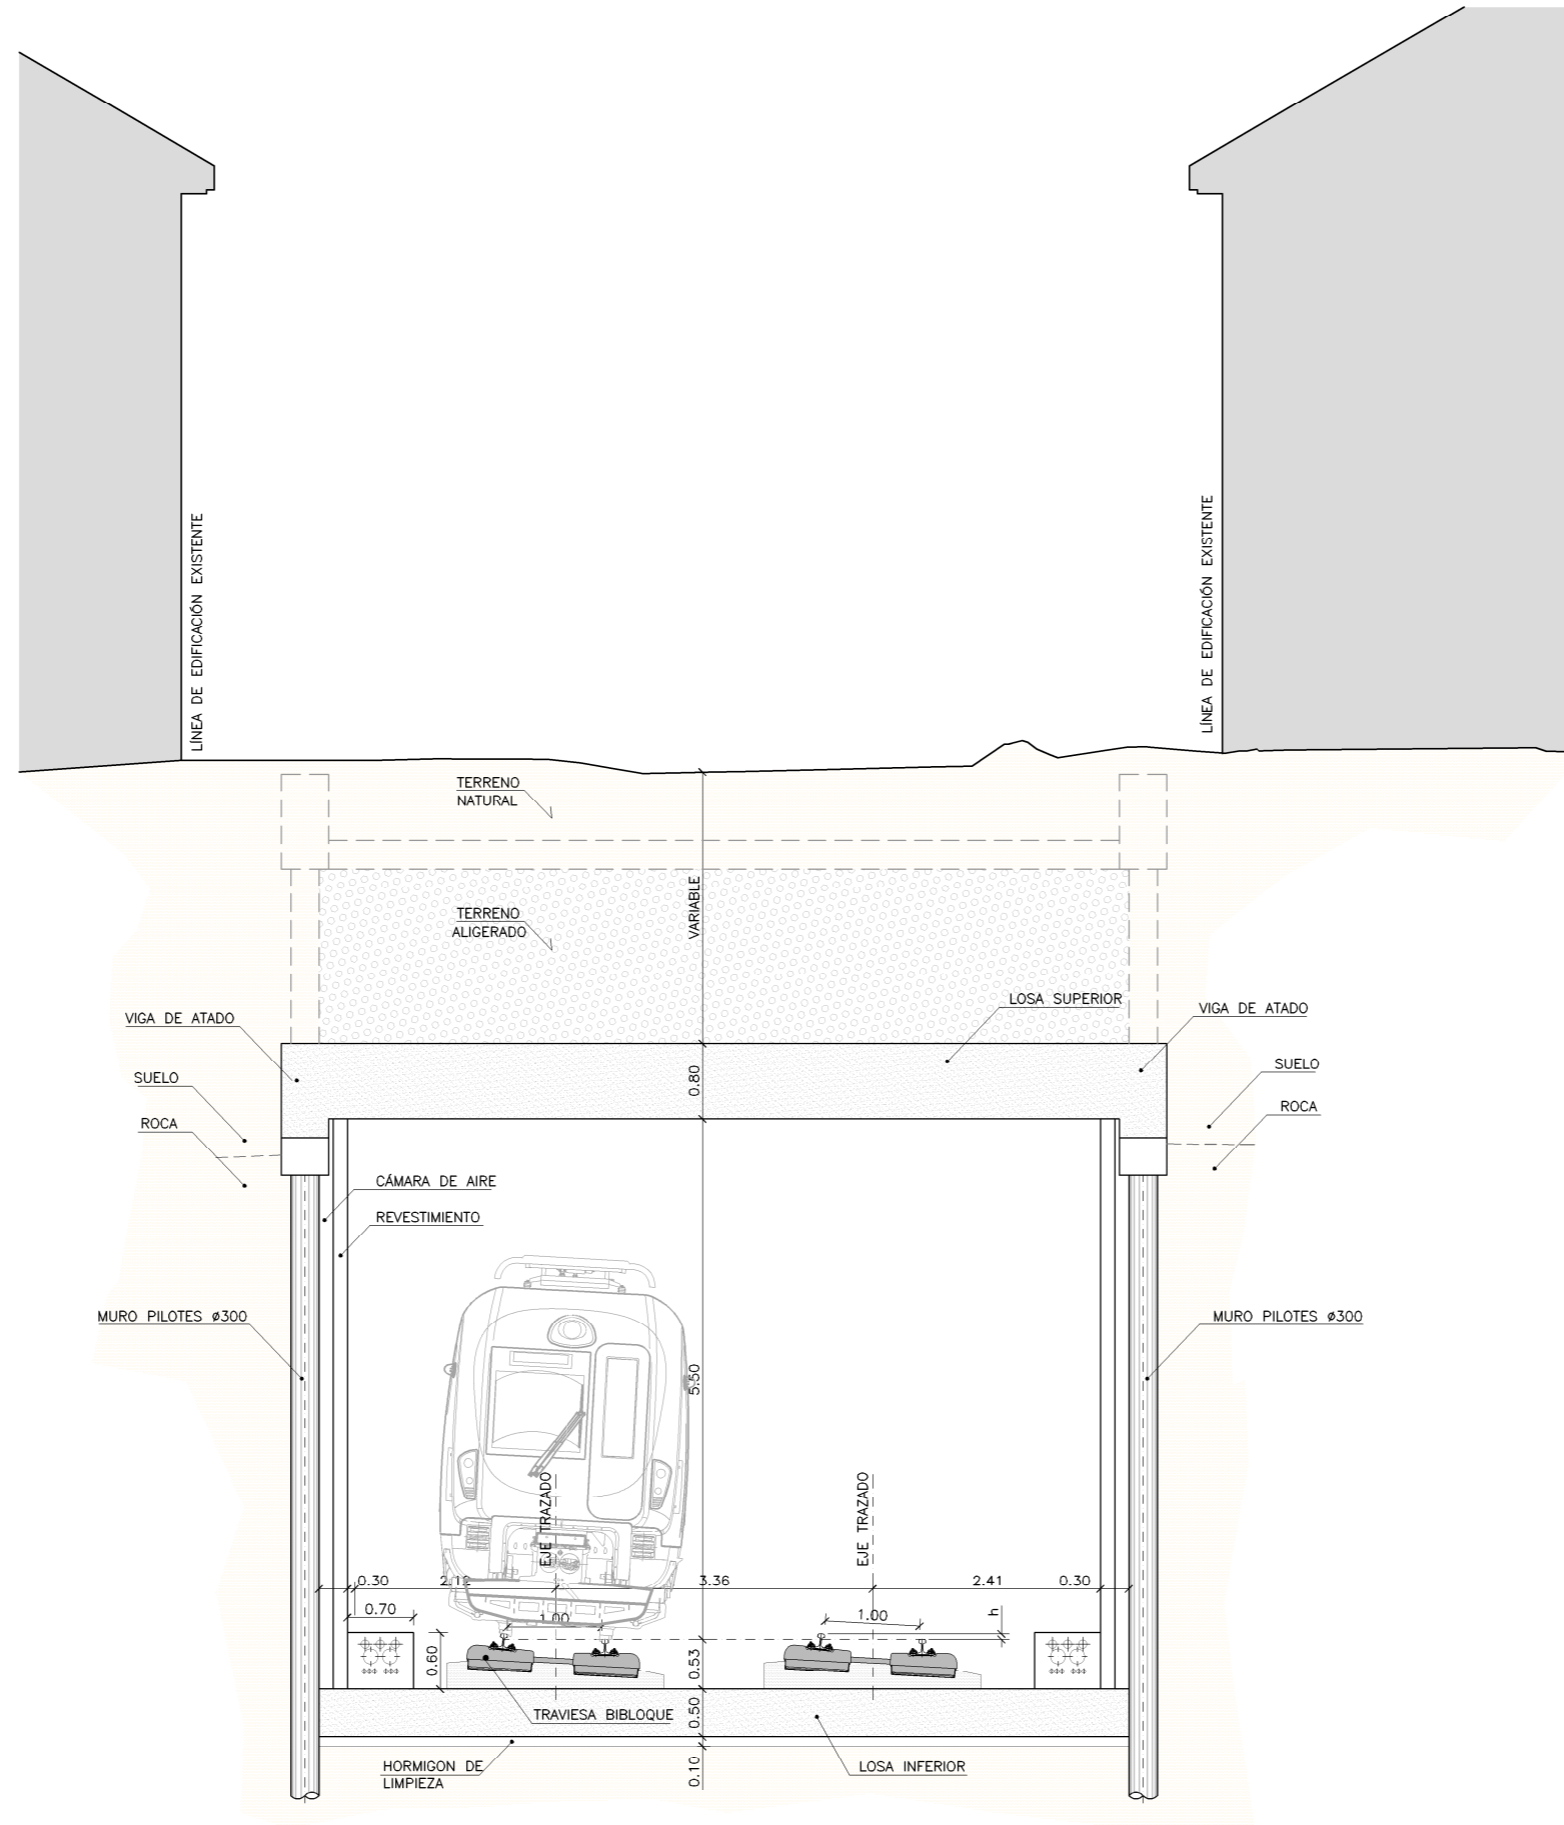 LÍNEA DE EDIFICACIÓN EXISTENTE
LÍNEA DE EDIFICACIÓN EXISTENTE
TERRENO
NATURAL
VARIABLE
TERRENO
ALIGERADO
LOSA SUPERIOR
VIGA DE ATADO
VIGA DE ATADO
0.80
SUELO
SUELO
ROCA
ROCA
CÁMARA DE AIRE
REVESTIMIENTO
MURO PILOTES ø300
MURO PILOTES ø300
5.50
EJE TRAZADO
EJE TRAZADO
0.30
2.12
3.36
2.41
0.30
0.70
1.00
1.00
h
0.60
0.53
TRAVIESA BIBLOQUE
0.50
HORMIGON DE
LIMPIEZA
0.10
LOSA INFERIOR